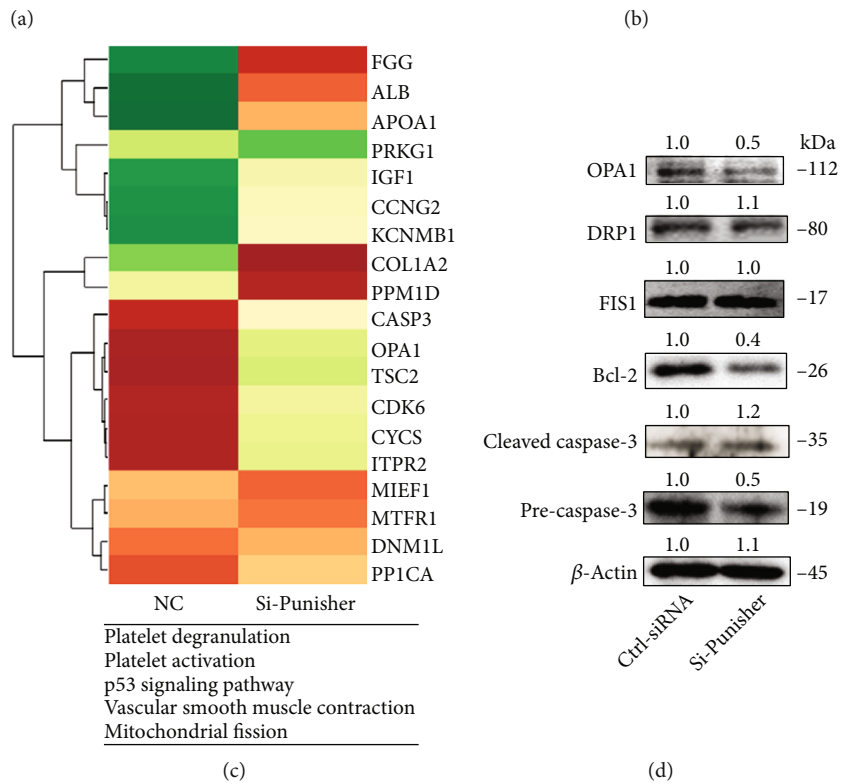 (a)
(b)
FGG
ALB
APOA1
PRKG1
IGF1
CCNG2
KCNMB1
COL1A2
PPM1D
CASP3
OPA1
TSC2
CDK6
CYCS
ITPR2
MIEF1
MTFR1
DNM1L
PP1CA
NC Si-Punisher
Platelet degranulation
Platelet activation
p53 signaling pathway
Vascular smooth muscle contraction
Mitochondrial fission
(c)
1.0 0.5 kDa
OPA1 –112
1.0 1.1
DRP1 –80
1.0 1.0
FIS1 –17
1.0 0.4
Bcl-2 –26
1.0 1.2
Cleaved caspase-3 –35
1.0 0.5
Pre-caspase-3 –19
1.0 1.1
β-Actin –45
Ctrl-siRNA Si-Punisher
(d)